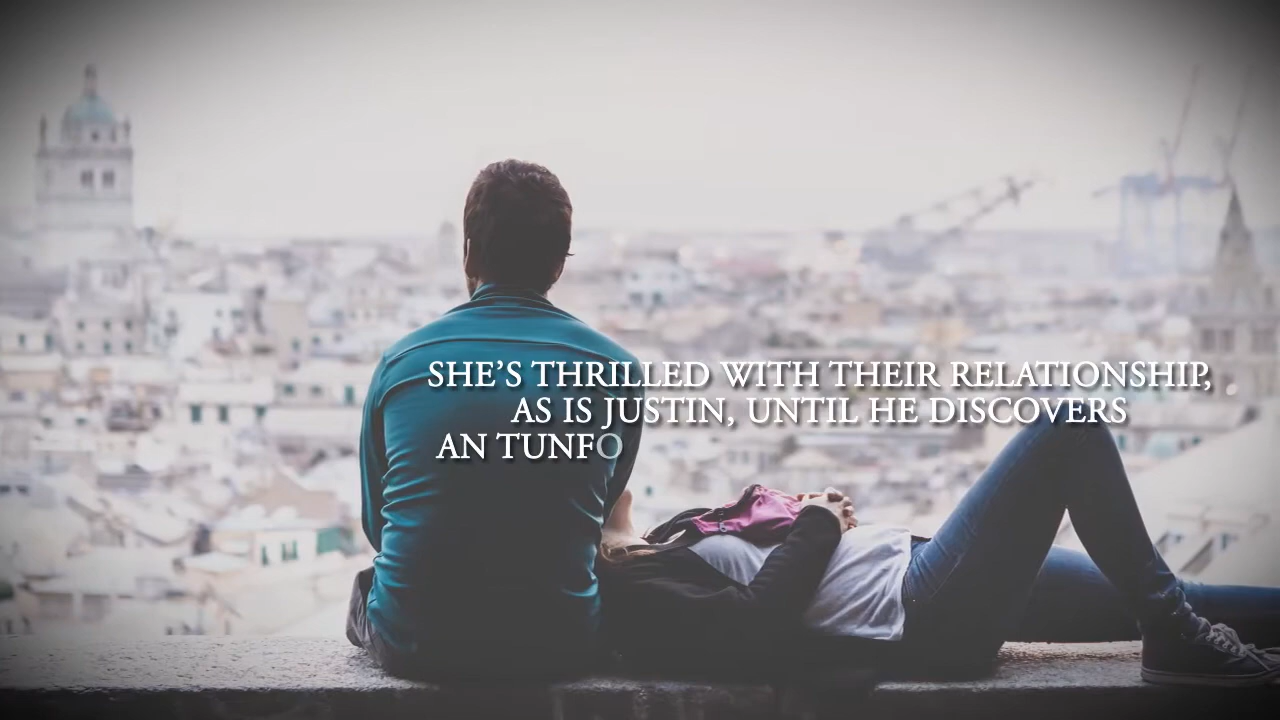 SHE'S THRILLED WITH THEIR RELATIONSHIP,
AS IS JUSTIN, UNTIL HE DISCOVERS
AN TUNFO